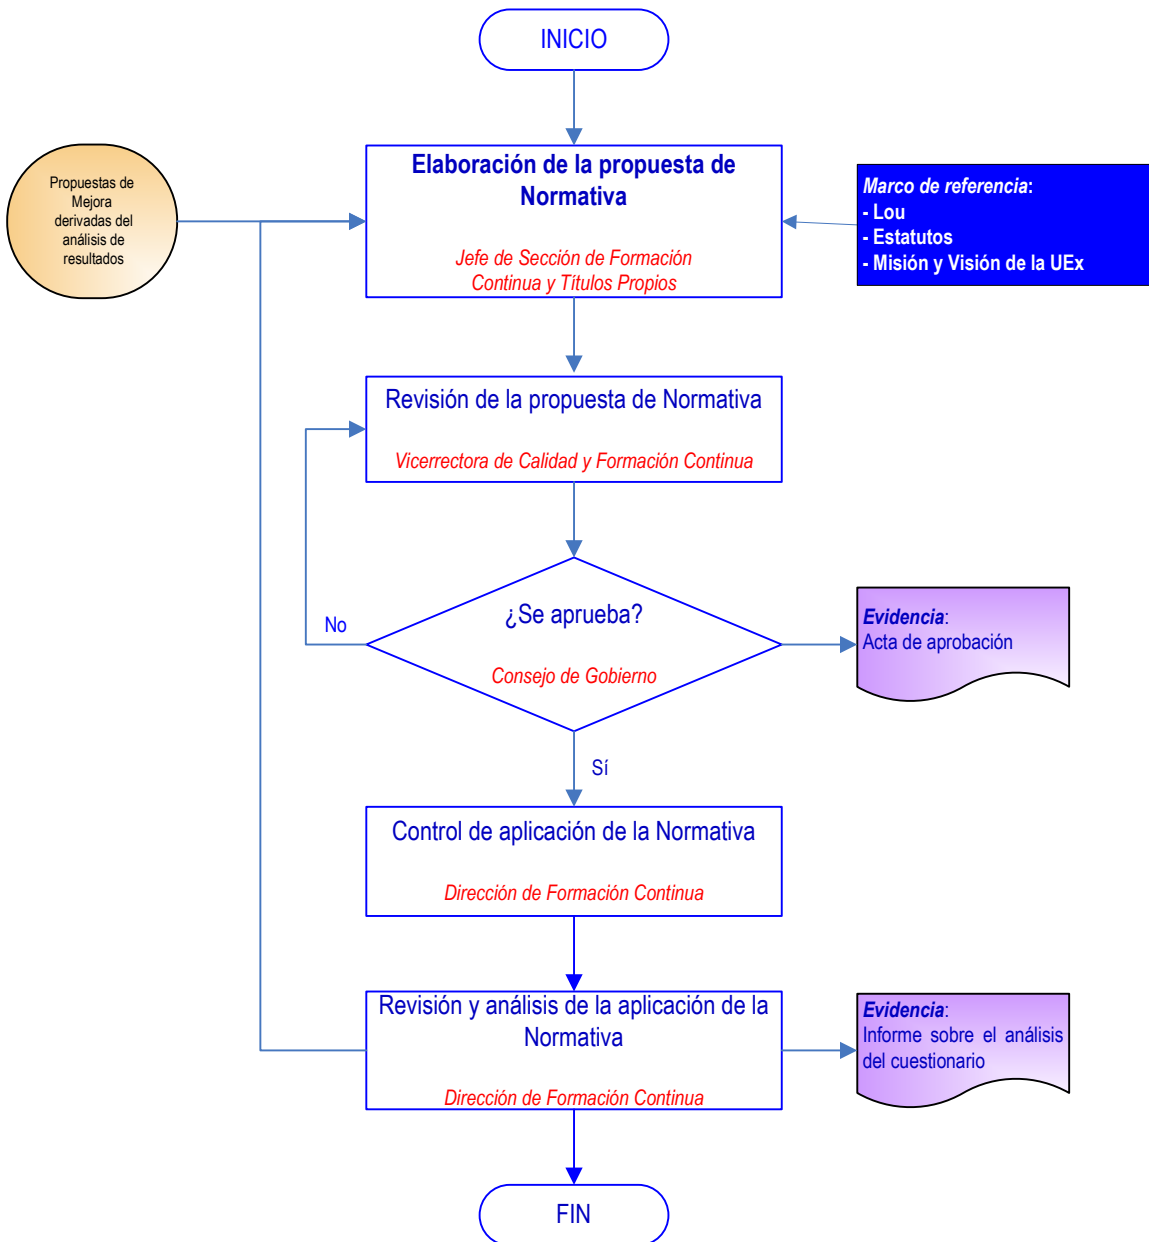 INICIO
Elaboración de la propuesta de
Normativa
Jefe de Sección de Formación
Continua y Títulos Propios
Propuestas de
Mejora
derivadas del
análisis de
resultados
Marco de referencia:
- Lou
- Estatutos
- Misión y Visión de la UEx
Revisión de la propuesta de Normativa
Vicerrectora de Calidad y Formación Continua
¿Se aprueba?
Consejo de Gobierno
No
Evidencia:
Acta de aprobación
Sí
Control de aplicación de la Normativa
Dirección de Formación Continua
Revisión y análisis de la aplicación de la
Normativa
Dirección de Formación Continua
Evidencia:
Informe sobre el análisis
del cuestionario
FIN